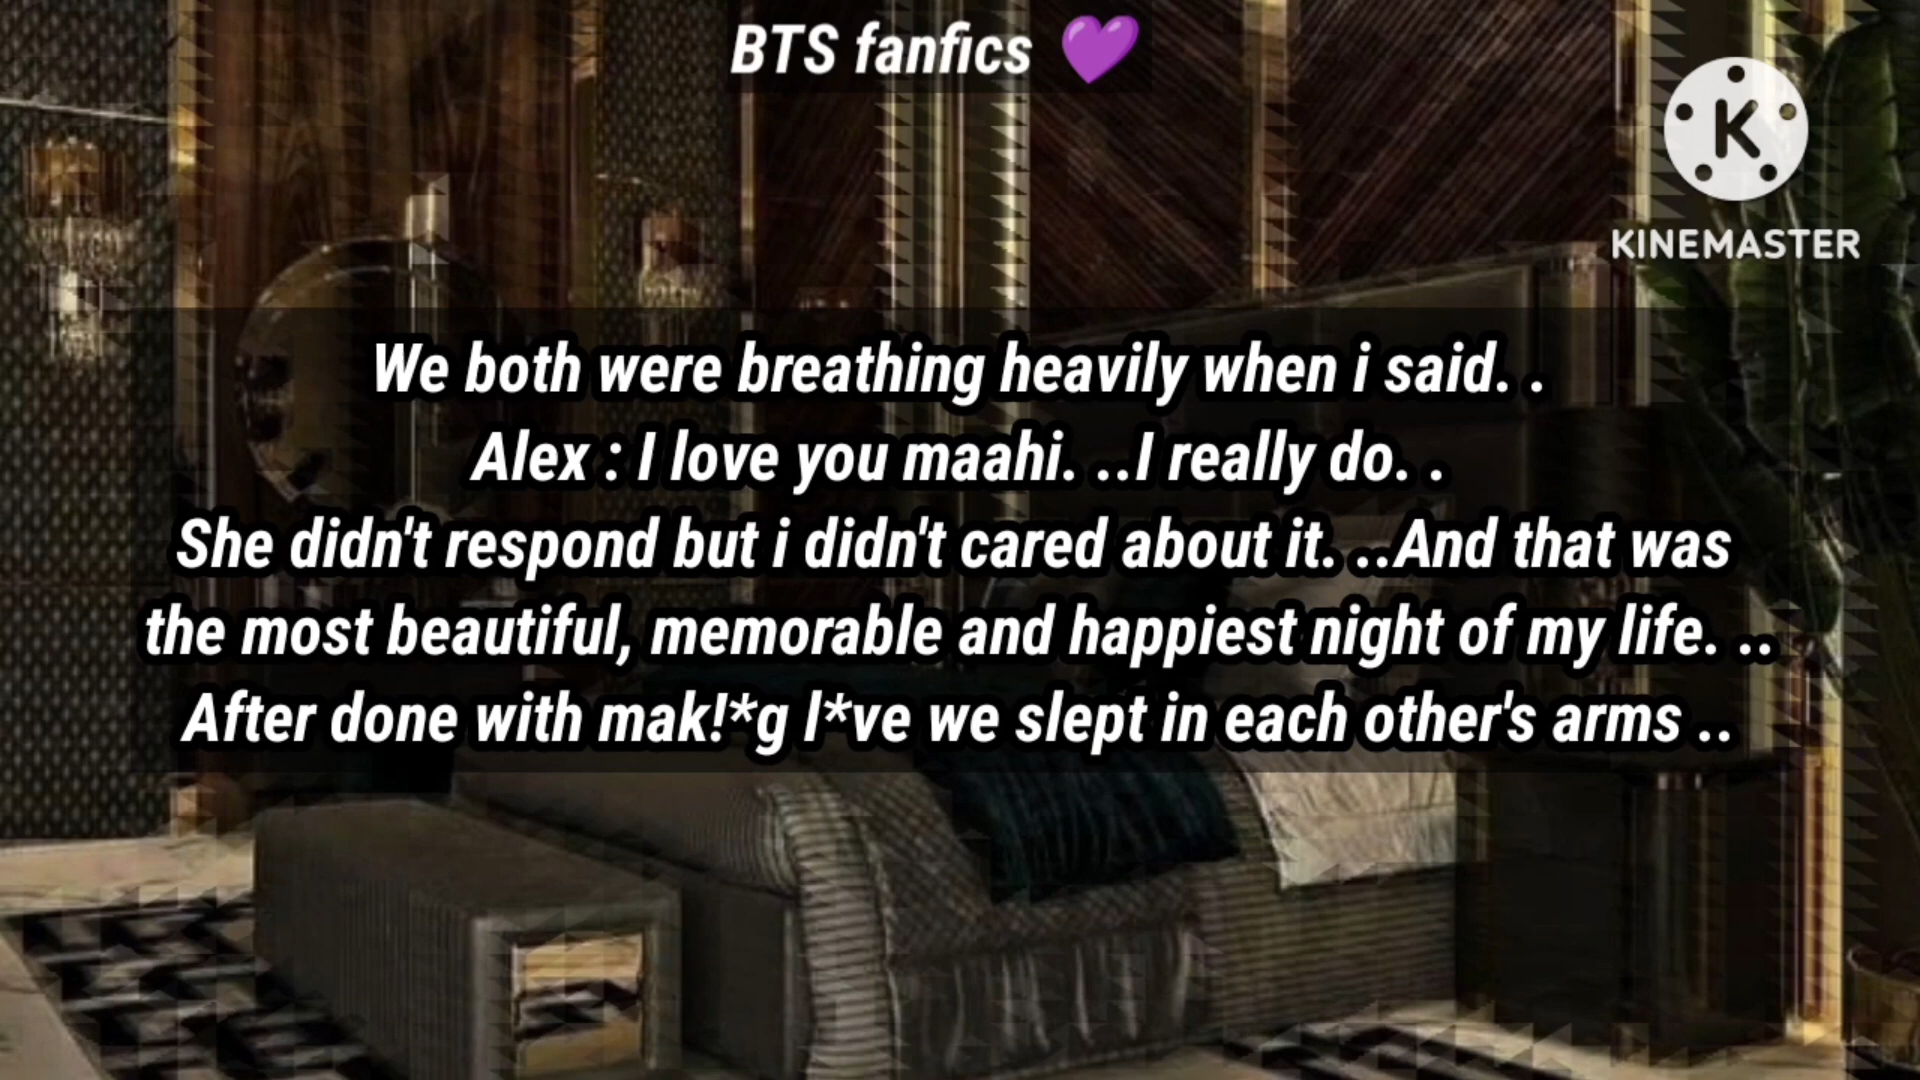 BTS fanfics 💜
K
KINEMASTER
We both were breathing heavily when i said. .
Alex : I love you maahi. ..I really do. .
She didn't respond but i didn't cared about it. ..And that was
the most beautiful, memorable and happiest night of my life. ..
After done with mak!*g l*ve we slept in each other's arms ..